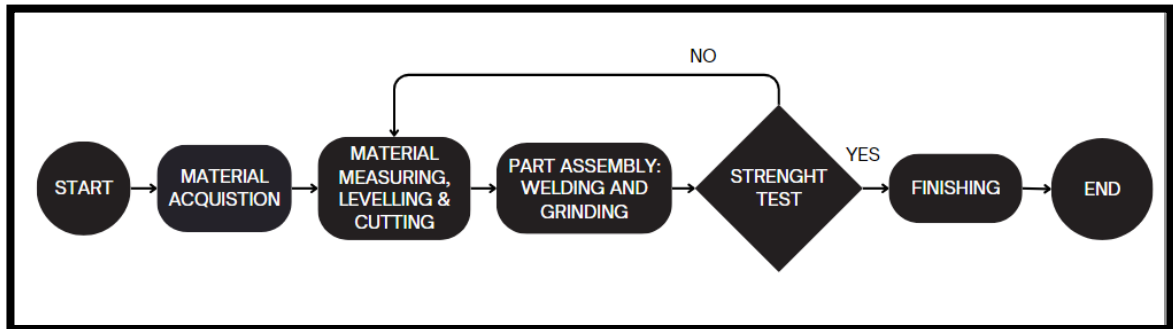 NO
START
MATERIAL
ACQUISTION
MATERIAL
MEASURING,
LEVELLING &
CUTTING
PART ASSEMBLY:
WELDING AND
GRINDING
STRENGHT
TEST
YES
FINISHING
END